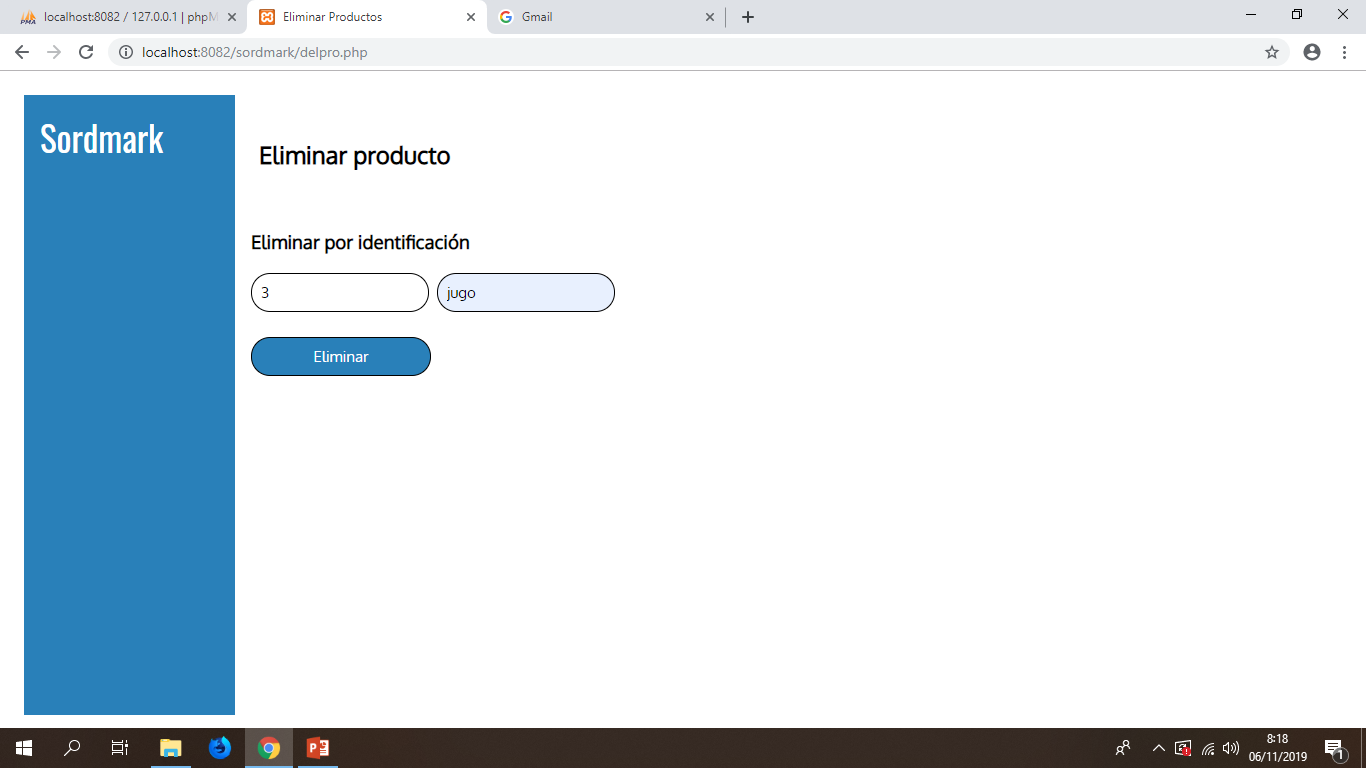 localhost:8082 / 127.0.0.1 | phpM
Eliminar Productos
Gmail
localhost:8082/sordmark/delpro.php
Sordmark
Eliminar producto
Eliminar por identificación
3
jugo
Eliminar
8:18
06/11/2019
1